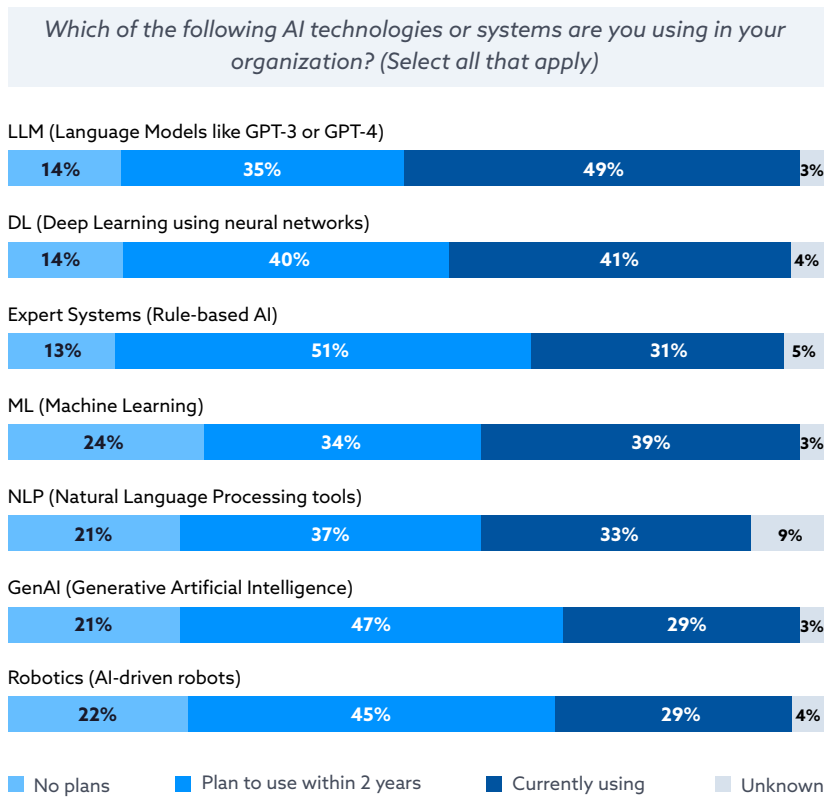 Which of the following AI technologies or systems are you using in your
organization? (Select all that apply)
LLM (Language Models like GPT-3 or GPT-4)
14% 35% 49% 3%
DL (Deep Learning using neural networks)
14% 40% 41% 4%
Expert Systems (Rule-based AI)
13% 51% 31% 5%
ML (Machine Learning)
24% 34% 39% 3%
NLP (Natural Language Processing tools)
21% 37% 33% 9%
GenAI (Generative Artificial Intelligence)
21% 47% 29% 3%
Robotics (AI-driven robots)
22% 45% 29% 4%
No plans Plan to use within 2 years Currently using Unknown